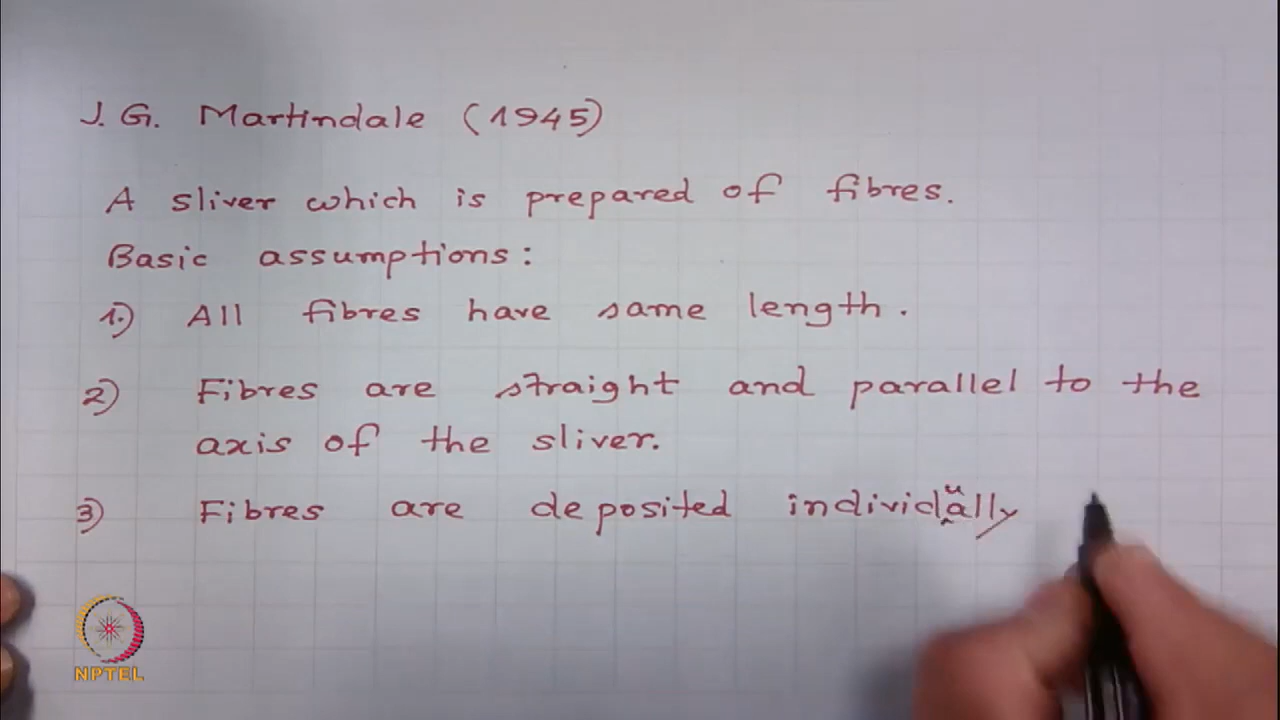 J. G. Martindale (1945)
A sliver which is prepared of fibres.
Basic assumptions:
1.) All fibres have same length.
2) Fibres are straight and parallel to the
axis of the sliver.
3) Fibres are deposited individually
NPTEL